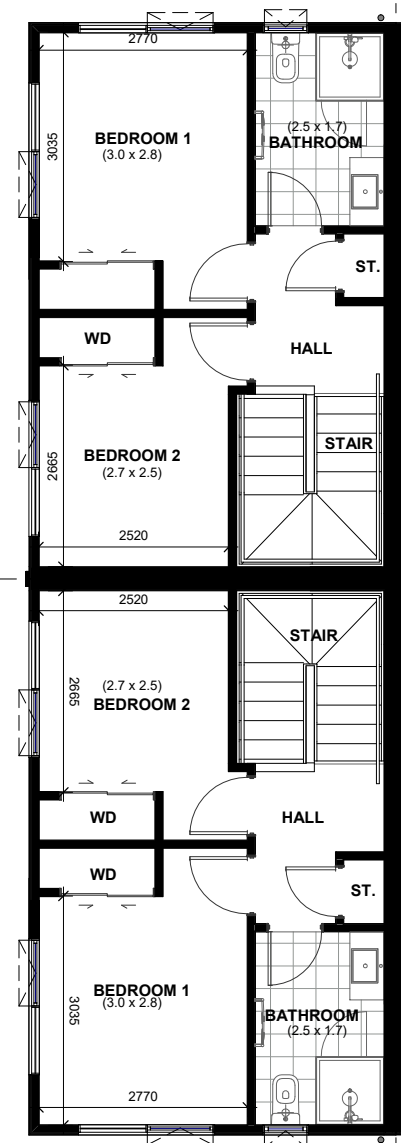 2770
3035
BEDROOM 1
(3.0 x 2.8)
(2.5 x 1.7)
BATHROOM
ST.
WD
HALL
STAIR
BEDROOM 2
(2.7 x 2.5)
2665
2520
2520
STAIR
2665
(2.7 x 2.5)
BEDROOM 2
WD
HALL
WD
ST.
BEDROOM 1
(3.0 x 2.8)
3035
BATHROOM
(2.5 x 1.7)
2770